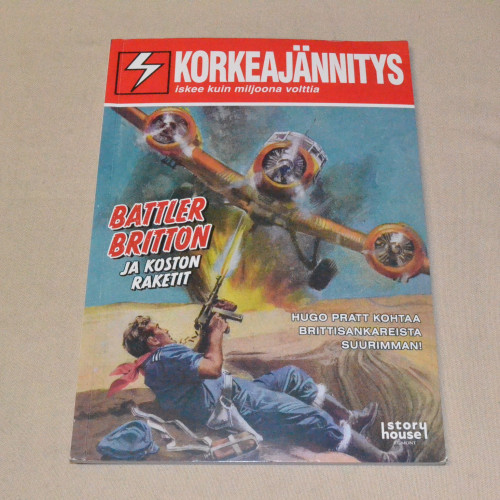 KORKEAJÄNNITYS
iskee kuin miljoona volttia
BATTLER
BRITTON
JA KOSTON
RAKETIT
HUGO PRATT KOHTAA
BRITTISANKAREISTA
SUURIMMAN!
story
house